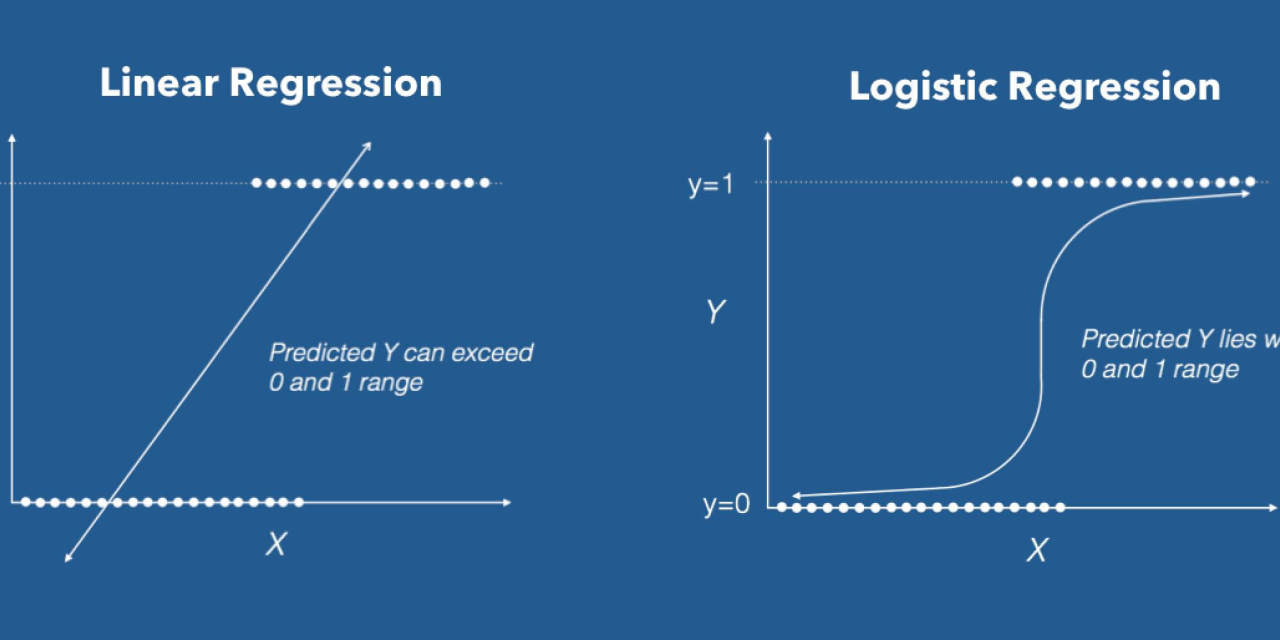 Linear Regression
Predicted Y can exceed
0 and 1 range
X
Logistic Regression
y=1
Y
Predicted Y lies w
0 and 1 range
y=0
X